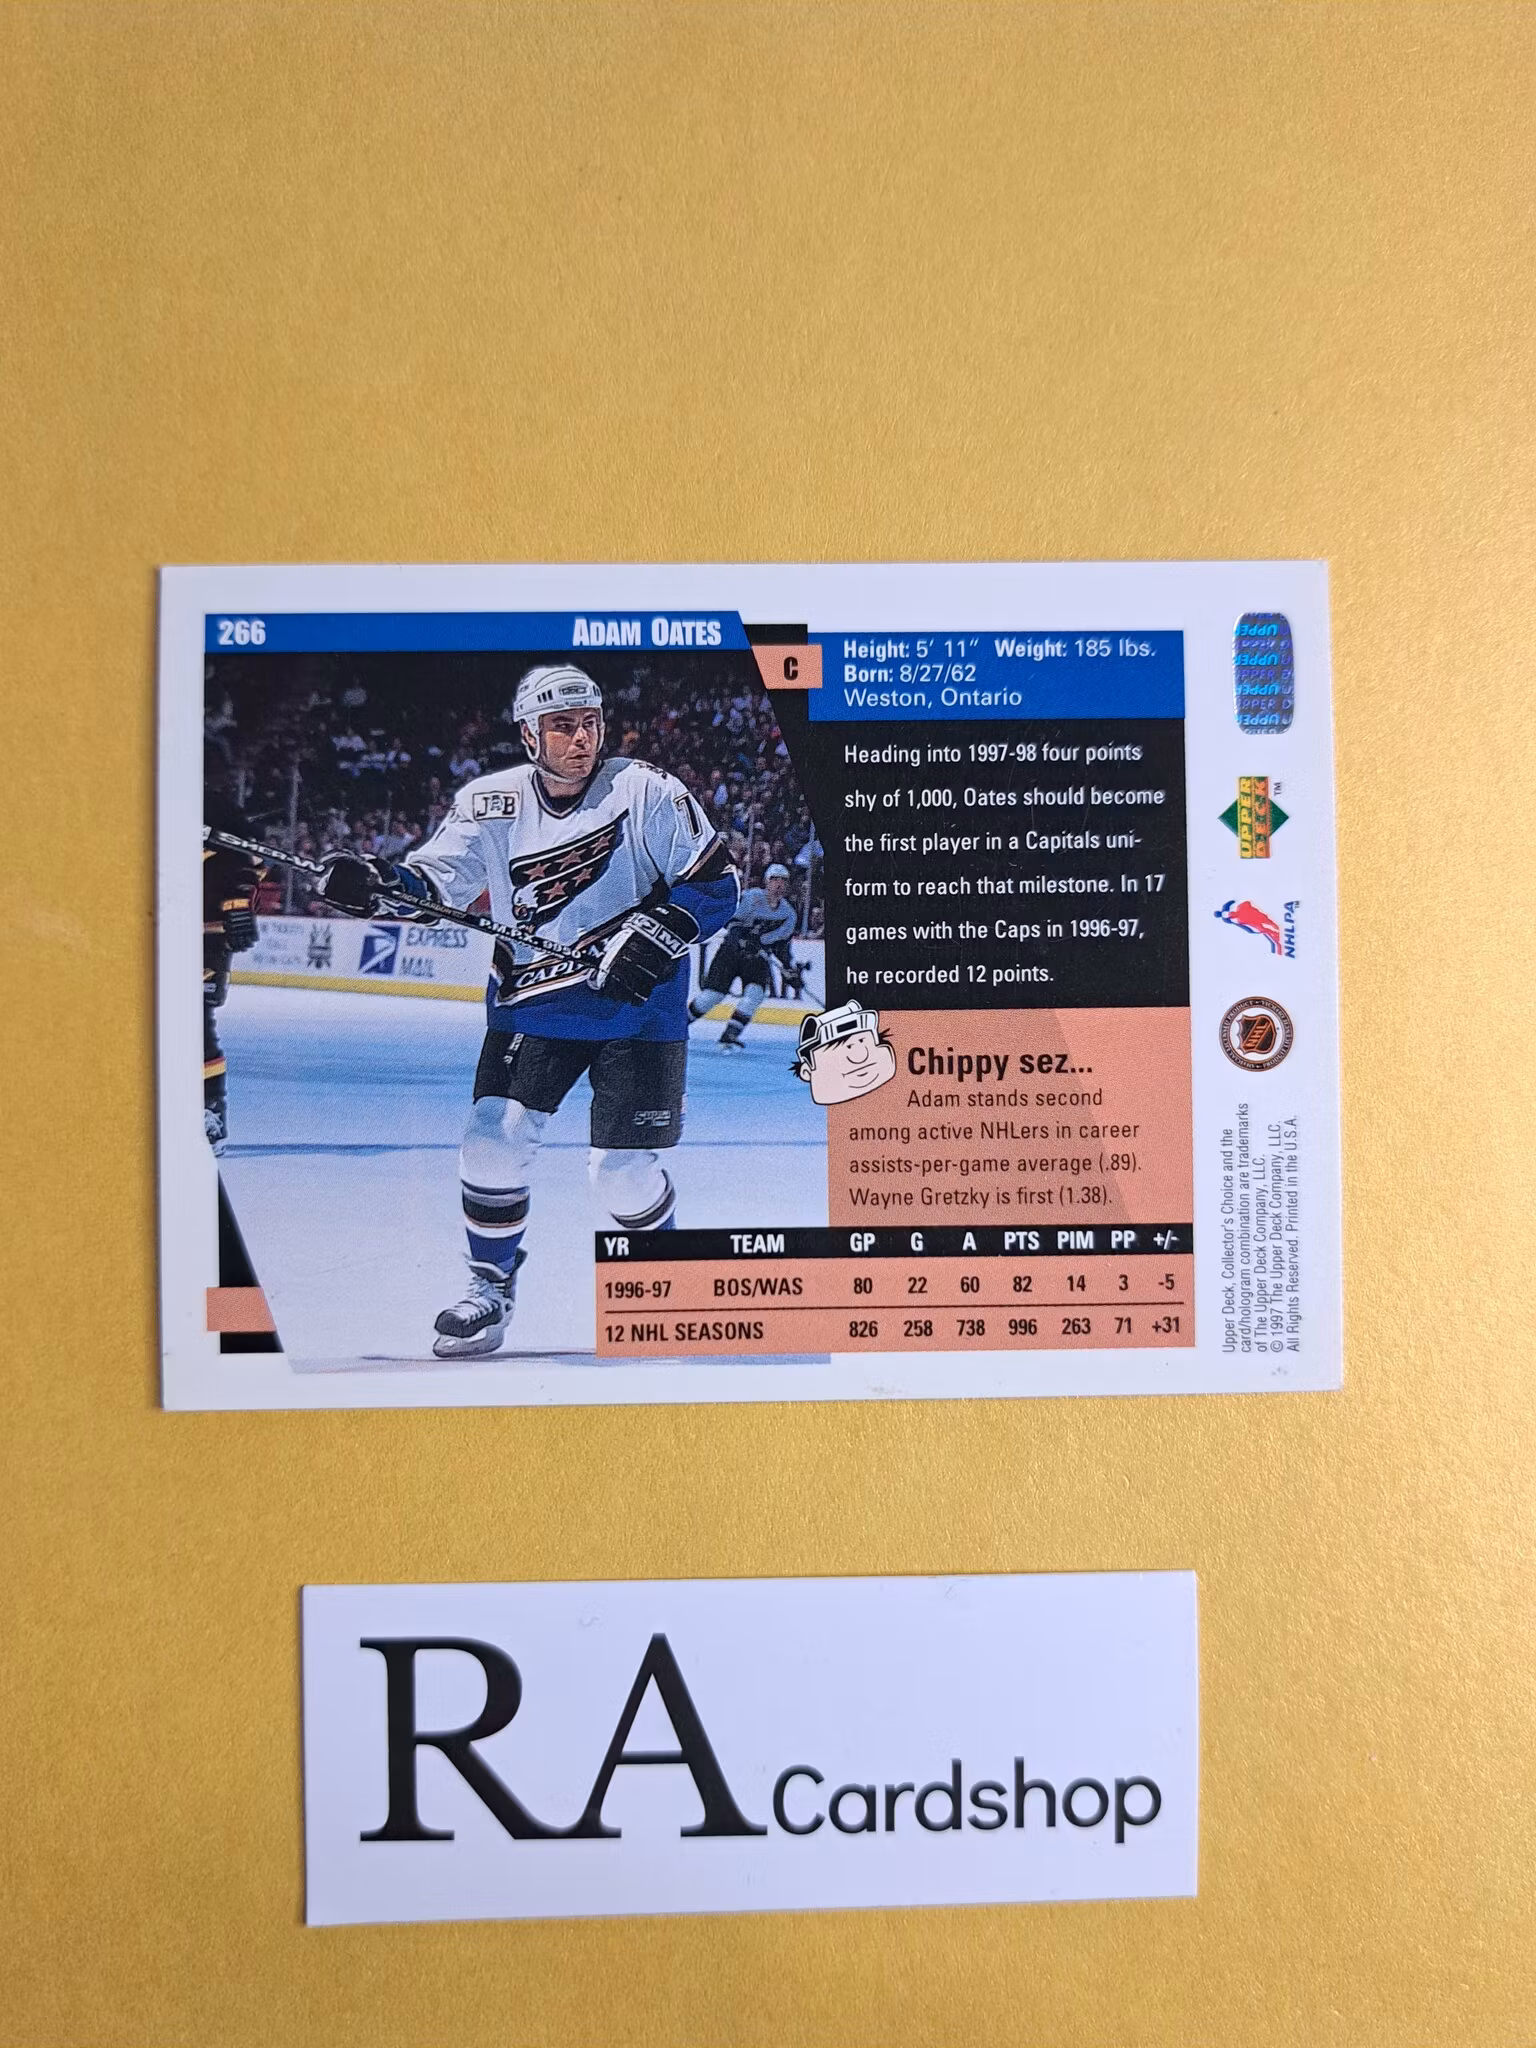 266
ADAM OATES
C
Height: 5' 11" Weight: 185 lbs.
Born: 8/27/62
Weston, Ontario
Heading into 1997-98 four points
shy of 1,000, Oates should become
the first player in a Capitals uni-
form to reach that milestone. In 17
games with the Caps in 1996-97,
he recorded 12 points.
Chippy sez...
Adam stands second
among active NHLers in career
assists-per-game average (.89).
Wayne Gretzky is first (1.38).
YR TEAM GP G A PTS PIM PP +/-
1996-97 BOS/WAS 80 22 60 82 14 3 -5
12 NHL SEASONS 826 258 738 996 263 71 +31
JRB
7
SHER-W
P.M.P.
CAPI
EXPRESS
MAIL
UPPER
DECK
TM
NHLPA
NHL
Upper Deck, Collector's Choice and the
card/hologram combination are trademarks
of The Upper Deck Company, LLC.
© 1997 The Upper Deck Company, LLC.
All Rights Reserved. Printed in the U.S.A.
RA Cardshop